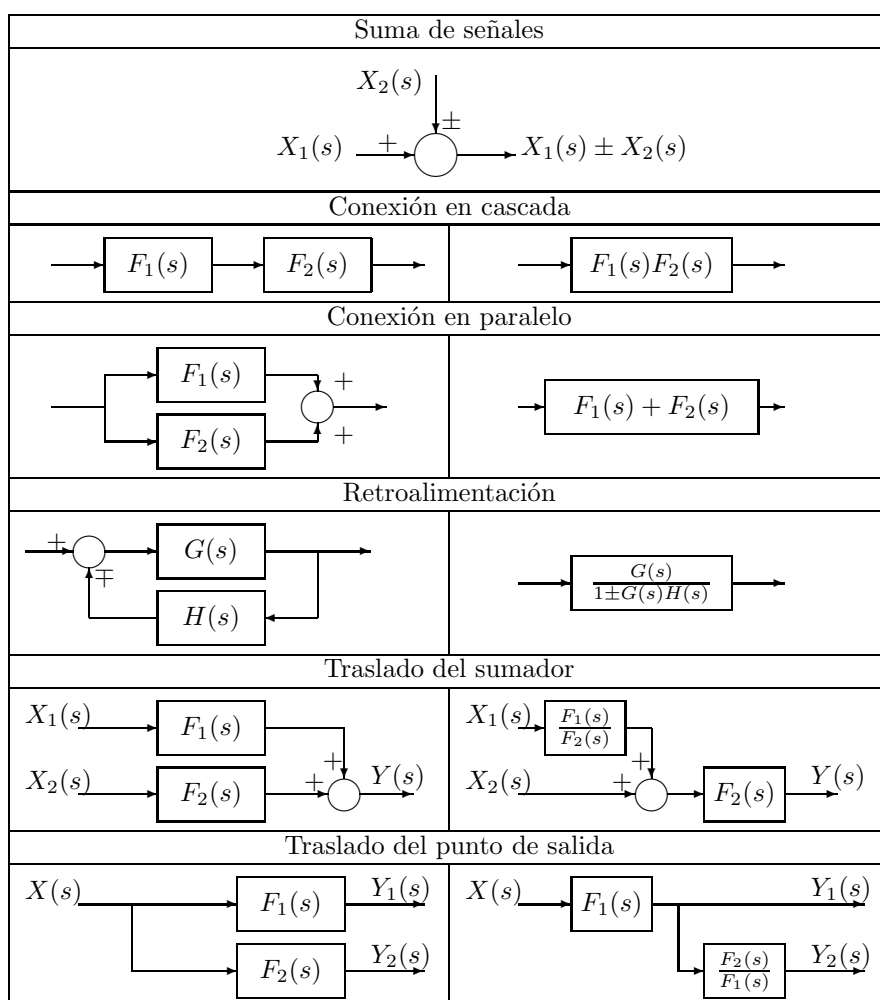 Suma de señales
X₂(s)
±
X₁(s) + X₁(s) ± X₂(s)
Conexión en cascada
F₁(s) F₂(s) F₁(s)F₂(s)
Conexión en paralelo
F₁(s) +
F₂(s) +
F₁(s) + F₂(s)
Retroalimentación
+ G(s)
∓
H(s)
G(s)
1±G(s)H(s)
Traslado del sumador
X₁(s) F₁(s)
+
X₂(s) F₂(s) + Y(s)
X₁(s) F₁(s)
F₂(s)
+
X₂(s) + F₂(s) Y(s)
Traslado del punto de salida
X(s) F₁(s) Y₁(s)
F₂(s) Y₂(s)
X(s) F₁(s) Y₁(s)
F₂(s)
F₁(s)
Y₂(s)